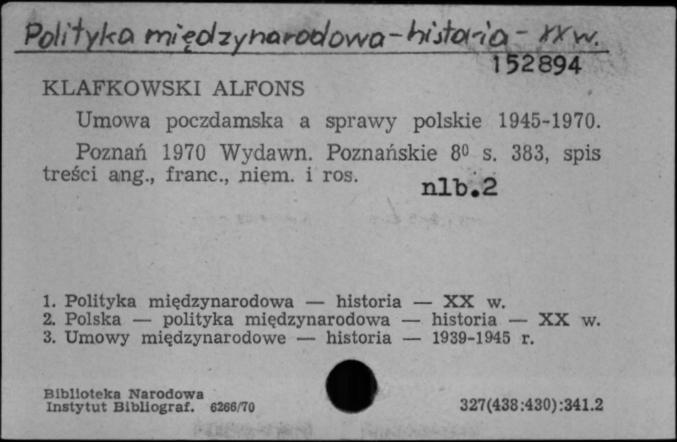 Polityka międzynarodowa - historia - XX w.
152894
KLAFKOWSKI ALFONS
Umowa poczdamska a sprawy polskie 1945-1970.
Poznań 1970 Wydawn. Poznańskie 8⁰ s. 383, spis
treści ang., franc., niem. i ros.
nlb.2
1. Polityka międzynarodowa — historia — XX w.
2. Polska — polityka międzynarodowa — historia — XX w.
3. Umowy międzynarodowe — historia — 1939-1945 r.
Biblioteka Narodowa
Instytut Bibliograf. 6266/70
327(438:430):341.2